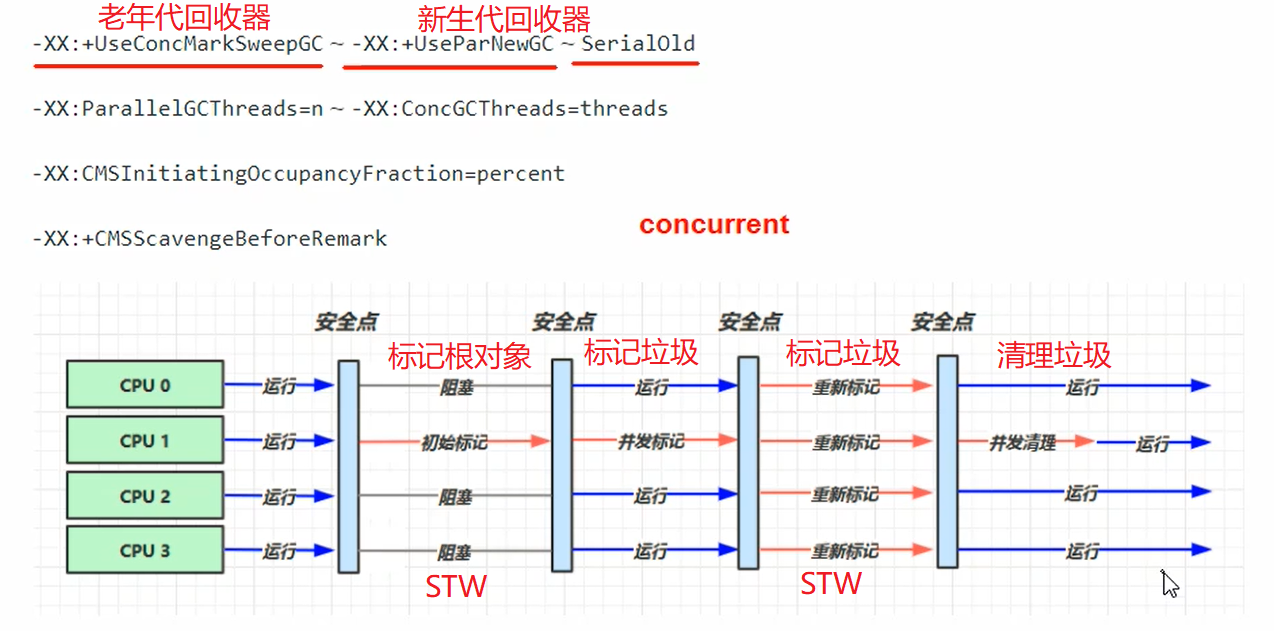 老年代回收器 新生代回收器
-XX:+UseConcMarkSweepGC ~ -XX:+UseParNewGC ~ SerialOld
-XX:ParallelGCThreads=n ~ -XX:ConcGCThreads=threads
-XX:CMSInitiatingOccupancyFraction=percent
concurrent
-XX:+CMSScavengeBeforeRemark
安全点 安全点 安全点 安全点
标记根对象 标记垃圾 标记垃圾 清理垃圾
CPU 0 运行 阻塞 运行 重新标记 运行
CPU 1 运行 初始标记 并发标记 重新标记 并发清理 运行
CPU 2 运行 阻塞 运行 重新标记 运行
CPU 3 运行 阻塞 运行 重新标记 运行
STW STW